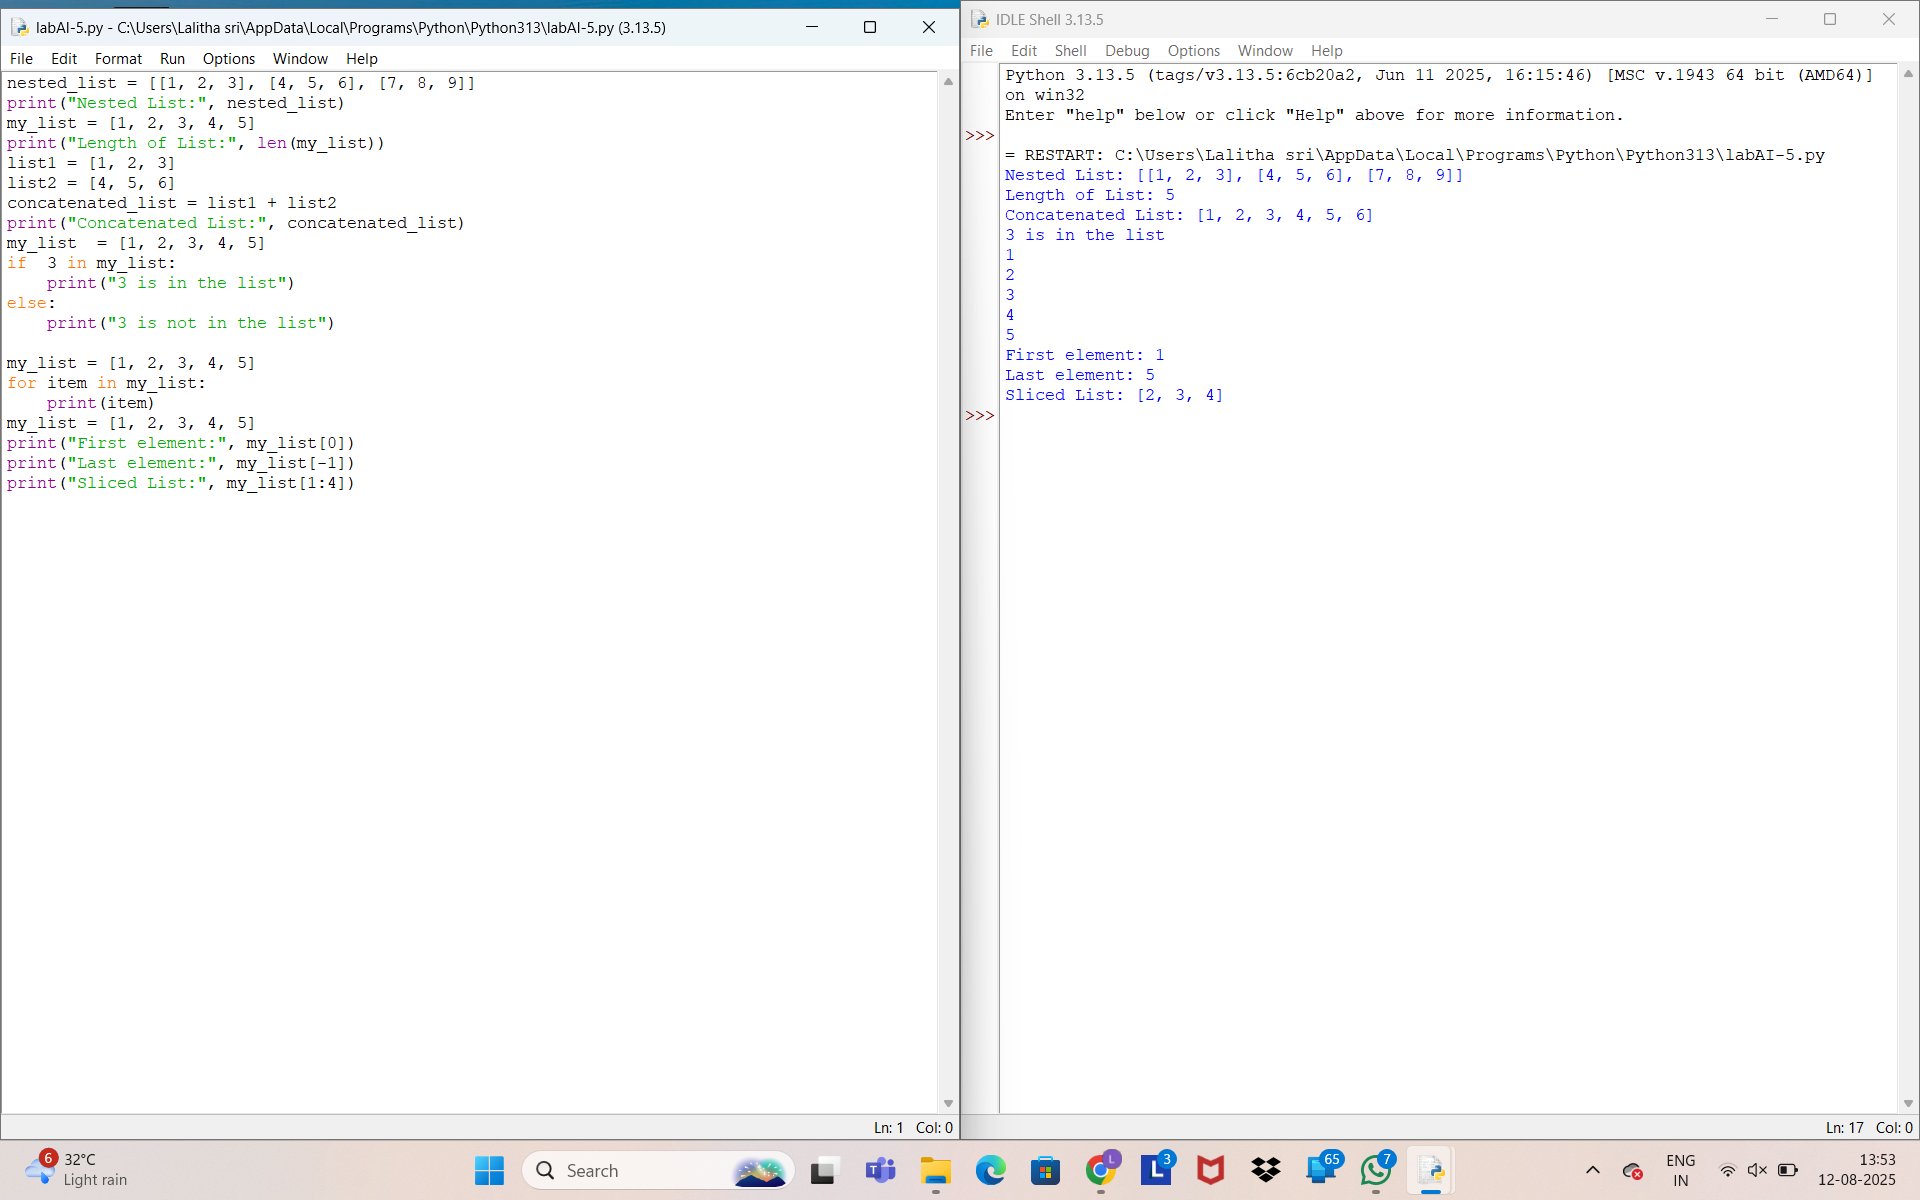 labAI-5.py - C:\Users\Lalitha sri\AppData\Local\Programs\Python\Python313\labAI-5.py (3.13.5)
File Edit Format Run Options Window Help
nested_list = [[1, 2, 3], [4, 5, 6], [7, 8, 9]]
print("Nested List:", nested_list)
my_list = [1, 2, 3, 4, 5]
print("Length of List:", len(my_list))
list1 = [1, 2, 3]
list2 = [4, 5, 6]
concatenated_list = list1 + list2
print("Concatenated List:", concatenated_list)
my_list  = [1, 2, 3, 4, 5]
if  3 in my_list:
    print("3 is in the list")
else:
    print("3 is not in the list")

my_list = [1, 2, 3, 4, 5]
for item in my_list:
    print(item)
my_list = [1, 2, 3, 4, 5]
print("First element:", my_list[0])
print("Last element:", my_list[-1])
print("Sliced List:", my_list[1:4])
Ln: 1 Col: 0
IDLE Shell 3.13.5
File Edit Shell Debug Options Window Help
Python 3.13.5 (tags/v3.13.5:6cb20a2, Jun 11 2025, 16:15:46) [MSC v.1943 64 bit (AMD64)]
on win32
Enter "help" below or click "Help" above for more information.
>>>
= RESTART: C:\Users\Lalitha sri\AppData\Local\Programs\Python\Python313\labAI-5.py
Nested List: [[1, 2, 3], [4, 5, 6], [7, 8, 9]]
Length of List: 5
Concatenated List: [1, 2, 3, 4, 5, 6]
3 is in the list
1
2
3
4
5
First element: 1
Last element: 5
Sliced List: [2, 3, 4]
>>>
Ln: 17 Col: 0
6
32°C
Light rain
Search
T
L
L
3
65
7
ENG
IN
13:53
12-08-2025